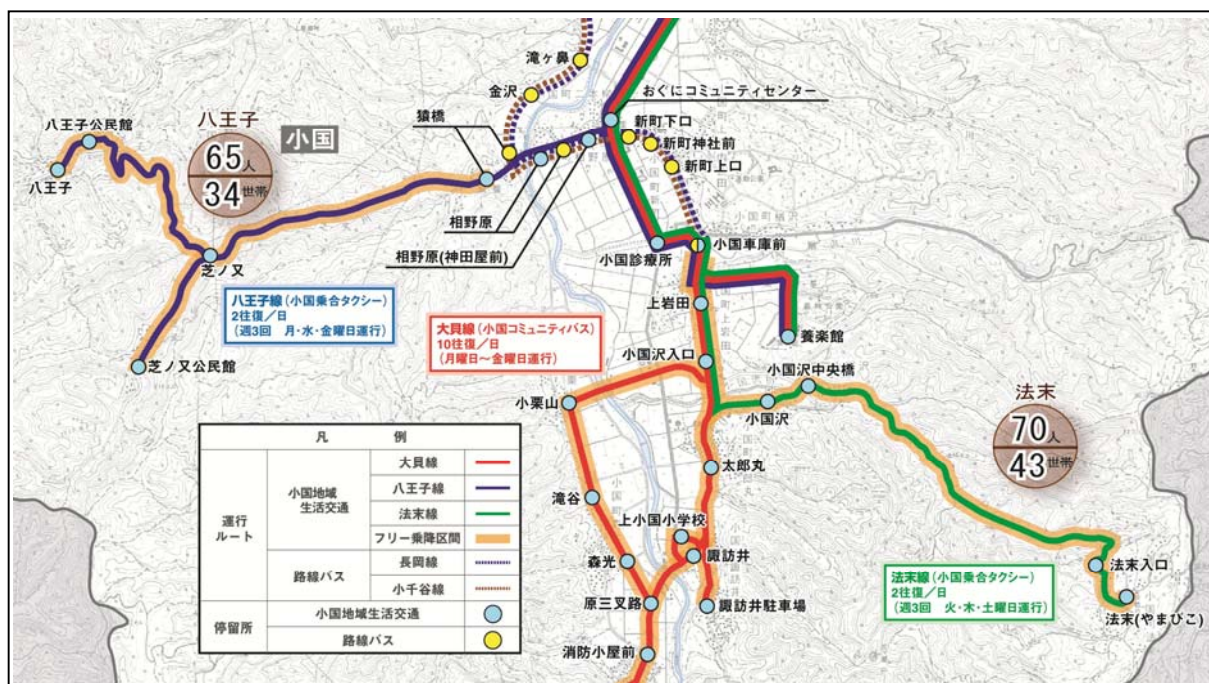 滝ヶ鼻
金沢
おぐにコミュニティセンター
猿橋
新町下口
八王子
小国
八王子公民館
新町神社前
65人
34世帯
新町上口
八王子
相野原
小国車庫前
相野原(神田屋前)
小国診療所
芝ノ又
上岩田
八王子線(小国乗合タクシー)
2往復/日
(週3回 月・水・金曜日運行)
大貝線(小国コミュニティバス)
10往復/日
(月曜日～金曜日運行)
養楽館
小国沢入口
芝ノ又公民館
小国沢中央橋
小栗山
小国沢
法末
70人
43世帯
凡 例
運行
ルート
小国地域
生活交通
大貝線
八王子線
法末線
フリー乗降区間
路線バス
長岡線
小千谷線
停留所
小国地域生活交通
路線バス
太郎丸
滝谷
上小国小学校
諏訪井
森光
法末線(小国乗合タクシー)
2往復/日
(週3回 火・木・土曜日運行)
法末入口
原三叉路
諏訪井駐車場
法末(やまびこ)
消防小屋前